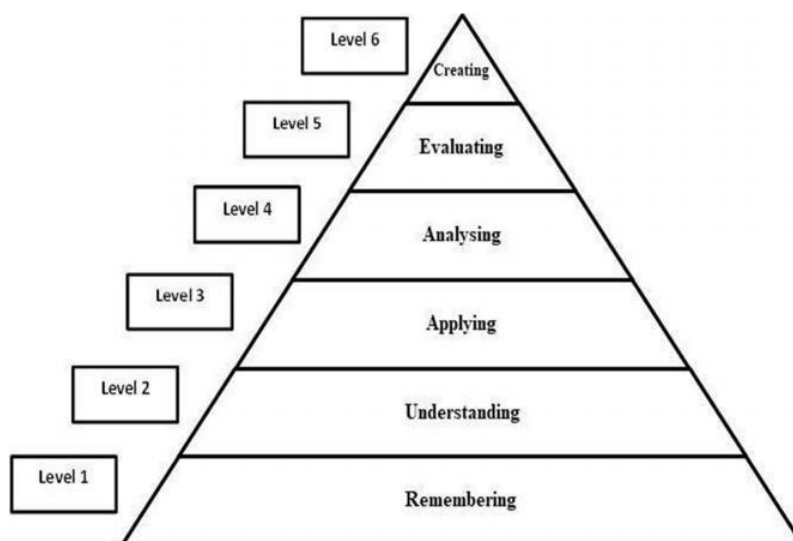 Level 6
Creating
Level 5
Evaluating
Level 4
Analysing
Level 3
Applying
Level 2
Understanding
Level 1
Remembering